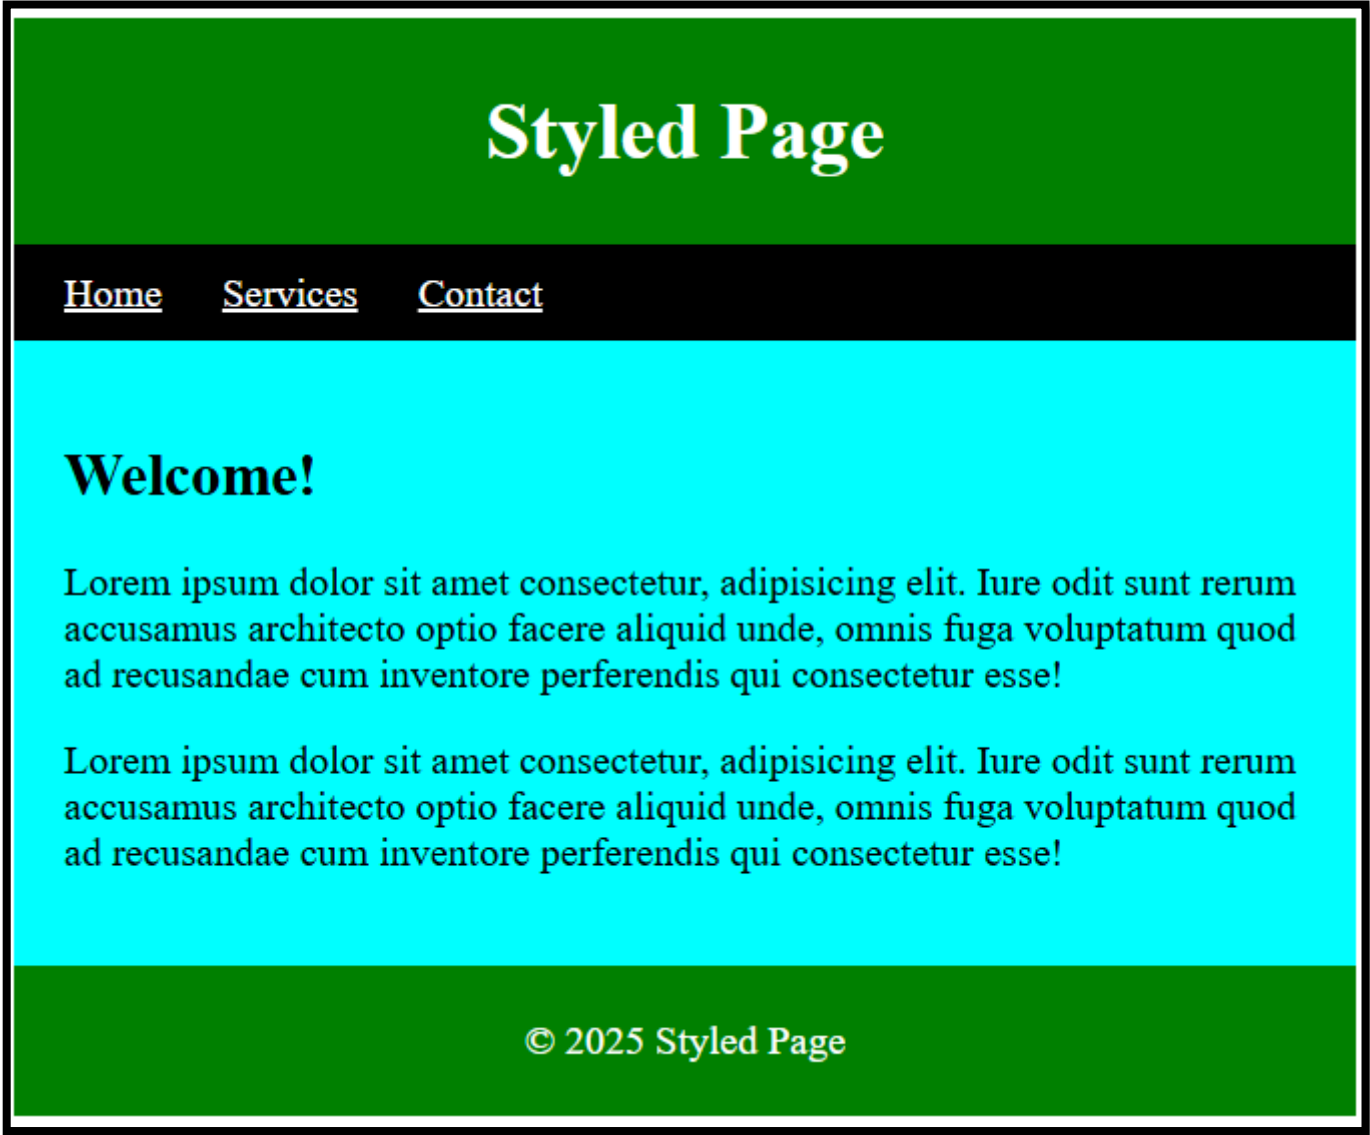 Styled Page
Home Services Contact
Welcome!
Lorem ipsum dolor sit amet consectetur, adipisicing elit. Iure odit sunt rerum
accusamus architecto optio facere aliquid unde, omnis fuga voluptatum quod
ad recusandae cum inventore perferendis qui consectetur esse!
Lorem ipsum dolor sit amet consectetur, adipisicing elit. Iure odit sunt rerum
accusamus architecto optio facere aliquid unde, omnis fuga voluptatum quod
ad recusandae cum inventore perferendis qui consectetur esse!
© 2025 Styled Page